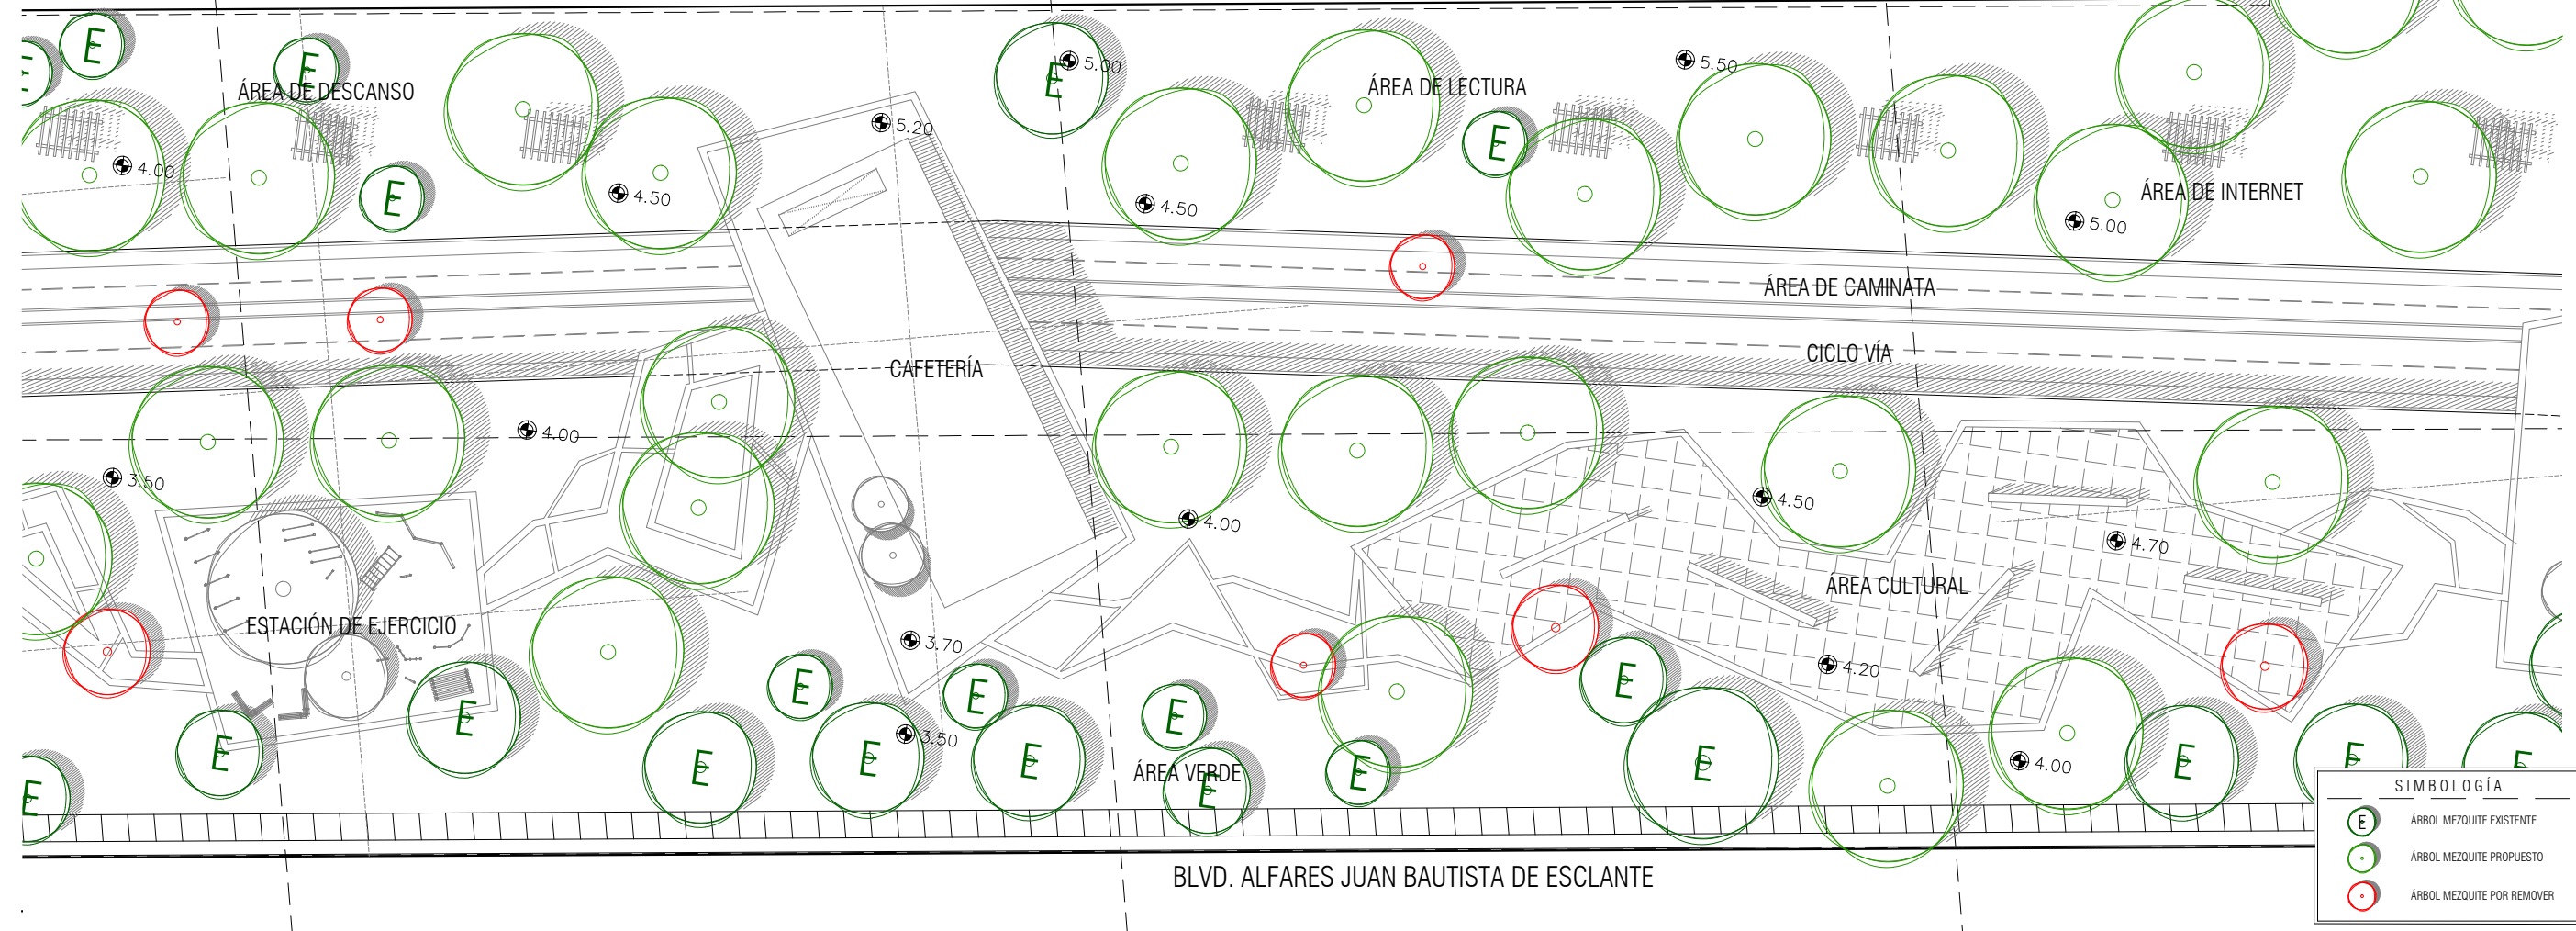 E
E
E
ÁREA DE DESCANSO
E
5.00
ÁREA DE LECTURA
5.50
5.20
E
4.00
E
4.50
4.50
ÁREA DE INTERNET
5.00
ÁREA DE CAMINATA
CICLO VÍA
CAFETERÍA
4.00
3.50
4.50
4.00
4.70
ÁREA CULTURAL
ESTACIÓN DE EJERCICIO
3.70
4.20
E
E
E
E
E
3.50
E
E
E
E
E
ÁREA VERDE
E
E
4.00
E
E
E
E
BLVD. ALFARES JUAN BAUTISTA DE ESCLANTE
SIMBOLOGÍA
E ÁRBOL MEZQUITE EXISTENTE
ÁRBOL MEZQUITE PROPUESTO
ÁRBOL MEZQUITE POR REMOVER